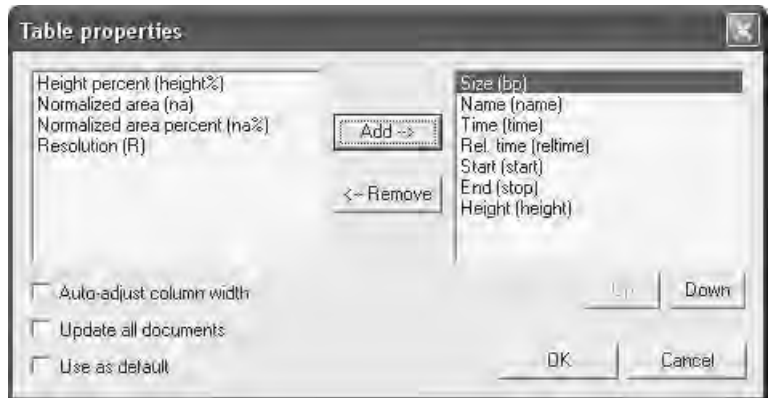 Table properties
Height percent (height%)
Normalized area (na)
Normalized area percent (na%)
Resolution (R)
Add -->
<-- Remove
Size (bp)
Name (name)
Time (time)
Rel. time (reltime)
Start (start)
End (stop)
Height (height)
Auto-adjust column width
Update all documents
Use as default
Up
Down
OK
Cancel